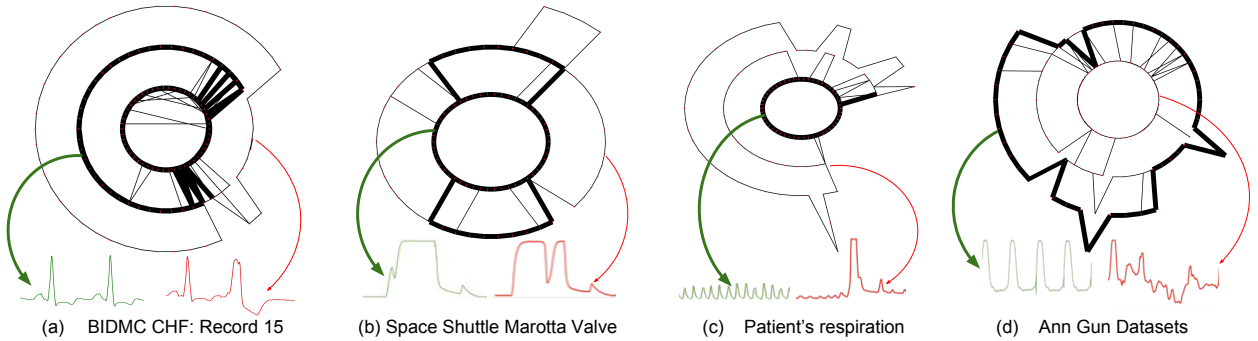 (a) BIDMC CHF: Record 15
(b) Space Shuttle Marotta Valve
(c) Patient's respiration
(d) Ann Gun Datasets